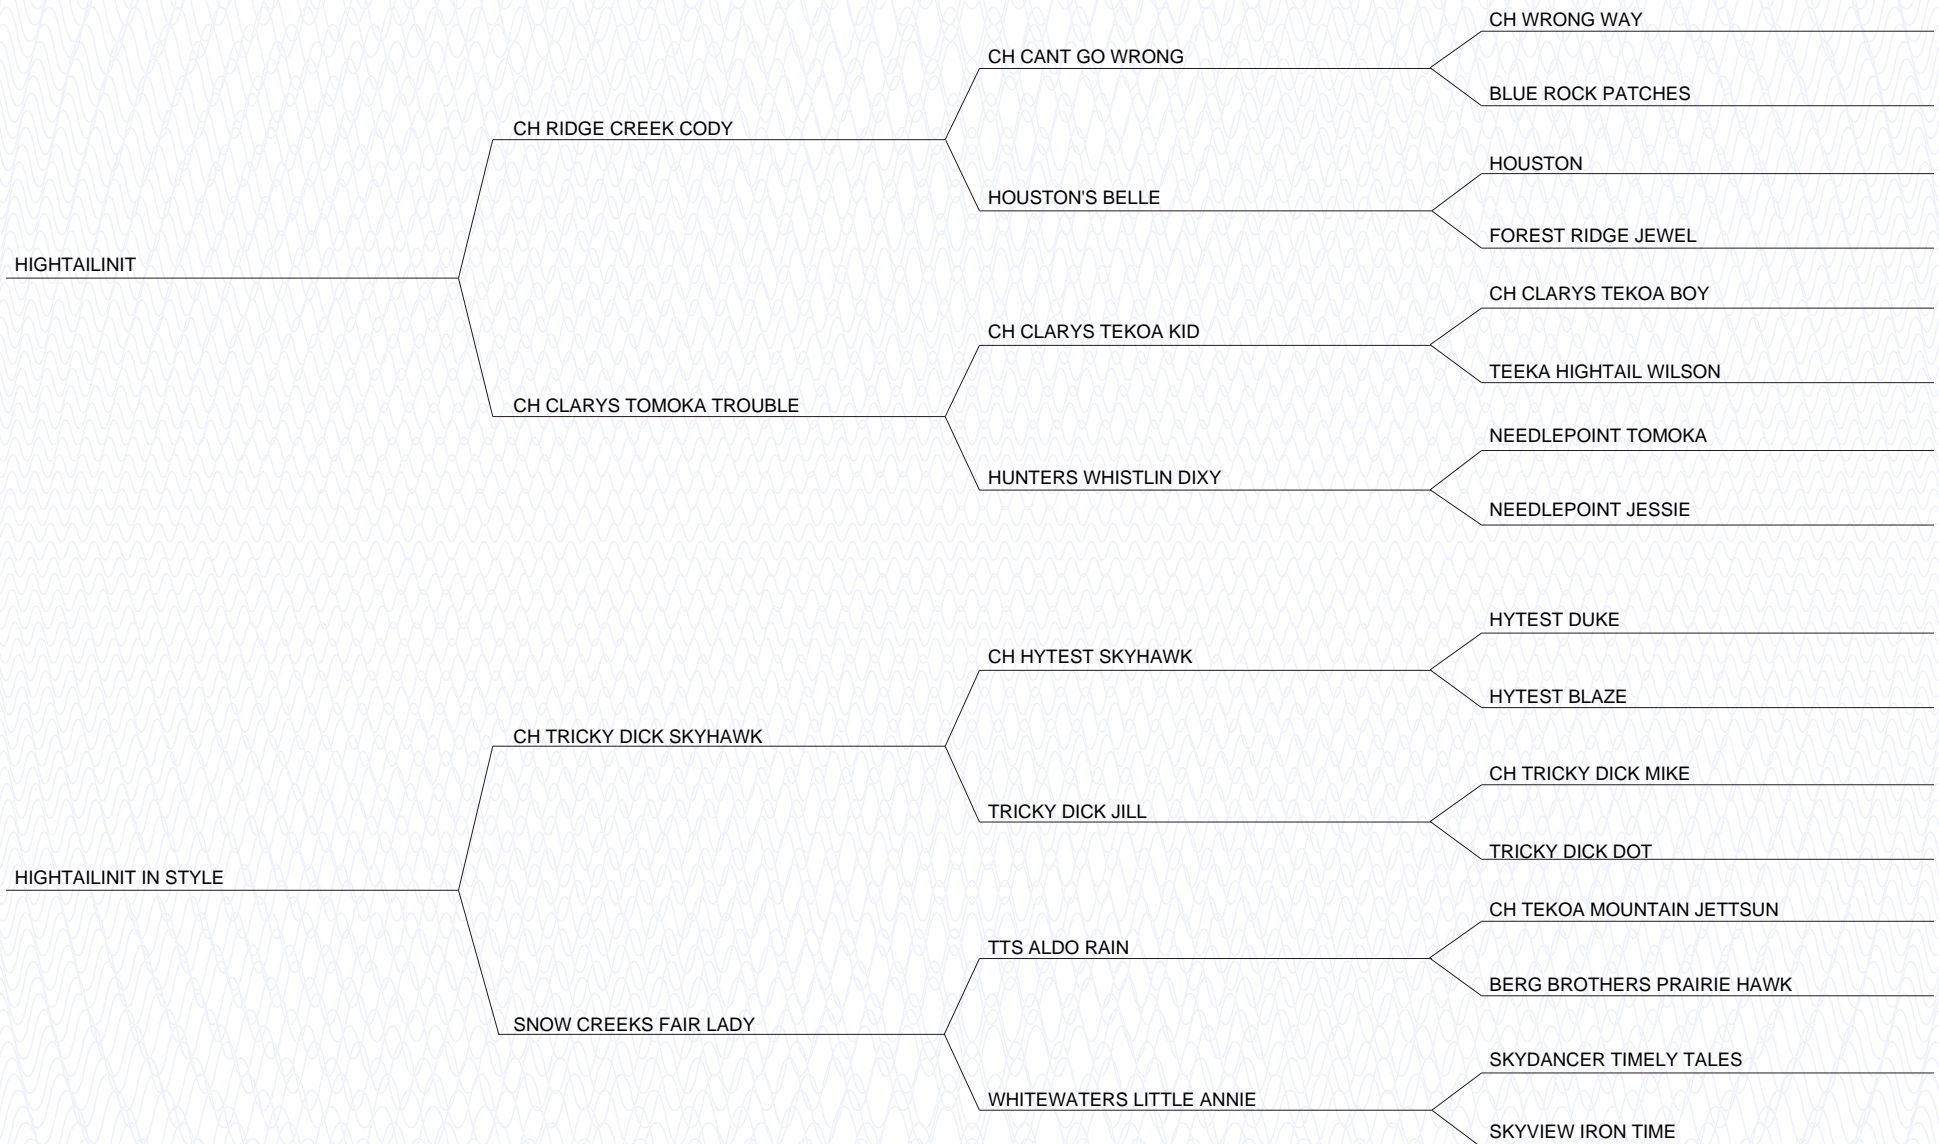 CH WRONG WAY
CH CANT GO WRONG
BLUE ROCK PATCHES
CH RIDGE CREEK CODY
HOUSTON
HOUSTON'S BELLE
FOREST RIDGE JEWEL
HIGHTAILINIT
CH CLARYS TEKOA BOY
CH CLARYS TEKOA KID
TEEKA HIGHTAIL WILSON
CH CLARYS TOMOKA TROUBLE
NEEDLEPOINT TOMOKA
HUNTERS WHISTLIN DIXY
NEEDLEPOINT JESSIE
HYTEST DUKE
CH HYTEST SKYHAWK
HYTEST BLAZE
CH TRICKY DICK SKYHAWK
CH TRICKY DICK MIKE
TRICKY DICK JILL
TRICKY DICK DOT
HIGHTAILINIT IN STYLE
CH TEKOA MOUNTAIN JETTSUN
TTS ALDO RAIN
BERG BROTHERS PRAIRIE HAWK
SNOW CREEKS FAIR LADY
SKYDANCER TIMELY TALES
WHITEWATERS LITTLE ANNIE
SKYVIEW IRON TIME